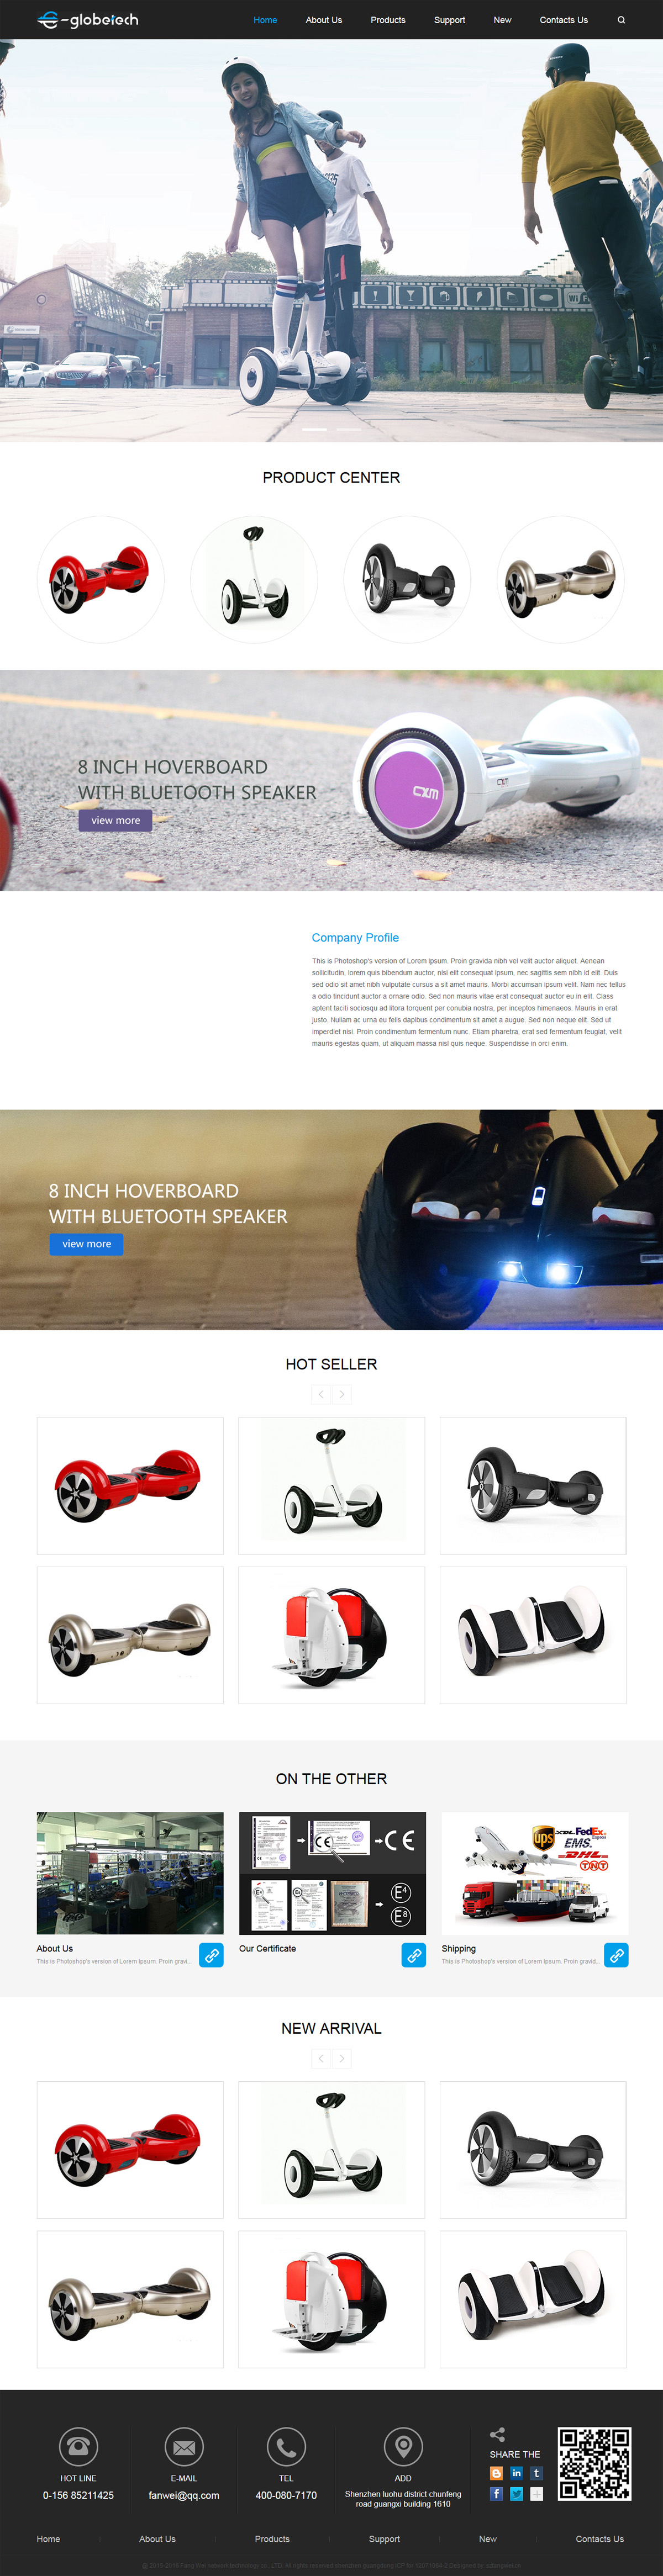 e-globetech
Home
About Us
Products
Support
New
Contacts Us
PRODUCT CENTER
8 INCH HOVERBOARD
WITH BLUETOOTH SPEAKER
view more
CXM
Company Profile
This is Photoshop's version of Lorem Ipsum. Proin gravida nibh vel velit auctor aliquet. Aenean
sollicitudin, lorem quis bibendum auctor, nisi elit consequat ipsum, nec sagittis sem nibh id elit. Duis
sed odio sit amet nibh vulputate cursus a sit amet mauris. Morbi accumsan ipsum velit. Nam nec tellus
a odio tincidunt auctor a ornare odio. Sed non mauris vitae erat consequat auctor eu in elit. Class
aptent taciti sociosqu ad litora torquent per conubia nostra, per inceptos himenaeos. Mauris in erat
justo. Nullam ac urna eu felis dapibus condimentum sit amet a augue. Sed non neque elit. Sed ut
imperdiet nisi. Proin condimentum fermentum nunc. Etiam pharetra, erat sed fermentum feugiat, velit
mauris egestas quam, ut aliquam massa nisl quis neque. Suspendisse in orci enim.
8 INCH HOVERBOARD
WITH BLUETOOTH SPEAKER
view more
HOT SELLER
ON THE OTHER
CE
CE
E4
E8
ups
FedEx
Express
EMS
DHL
TNT
About Us
This is Photoshop's version of Lorem Ipsum. Proin gravi...
Our Certificate
Shipping
This is Photoshop's version of Lorem Ipsum. Proin gravid...
NEW ARRIVAL
HOT LINE
0-156 85211425
E-MAIL
fanwei@qq.com
TEL
400-080-7170
ADD
Shenzhen luohu district chunfeng
road guangxi building 1610
SHARE THE
Home
About Us
Products
Support
New
Contacts Us